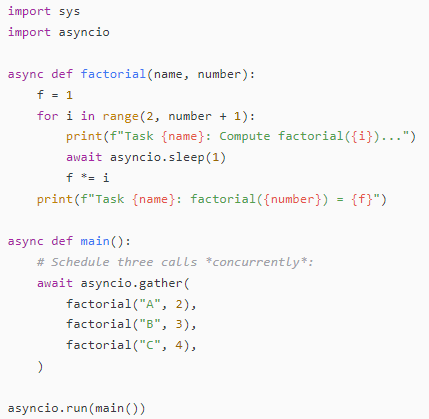 import sys
import asyncio

async def factorial(name, number):
    f = 1
    for i in range(2, number + 1):
        print(f"Task {name}: Compute factorial({i})...")
        await asyncio.sleep(1)
        f *= i
    print(f"Task {name}: factorial({number}) = {f}")

async def main():
    # Schedule three calls *concurrently*:
    await asyncio.gather(
        factorial("A", 2),
        factorial("B", 3),
        factorial("C", 4),
    )

asyncio.run(main())